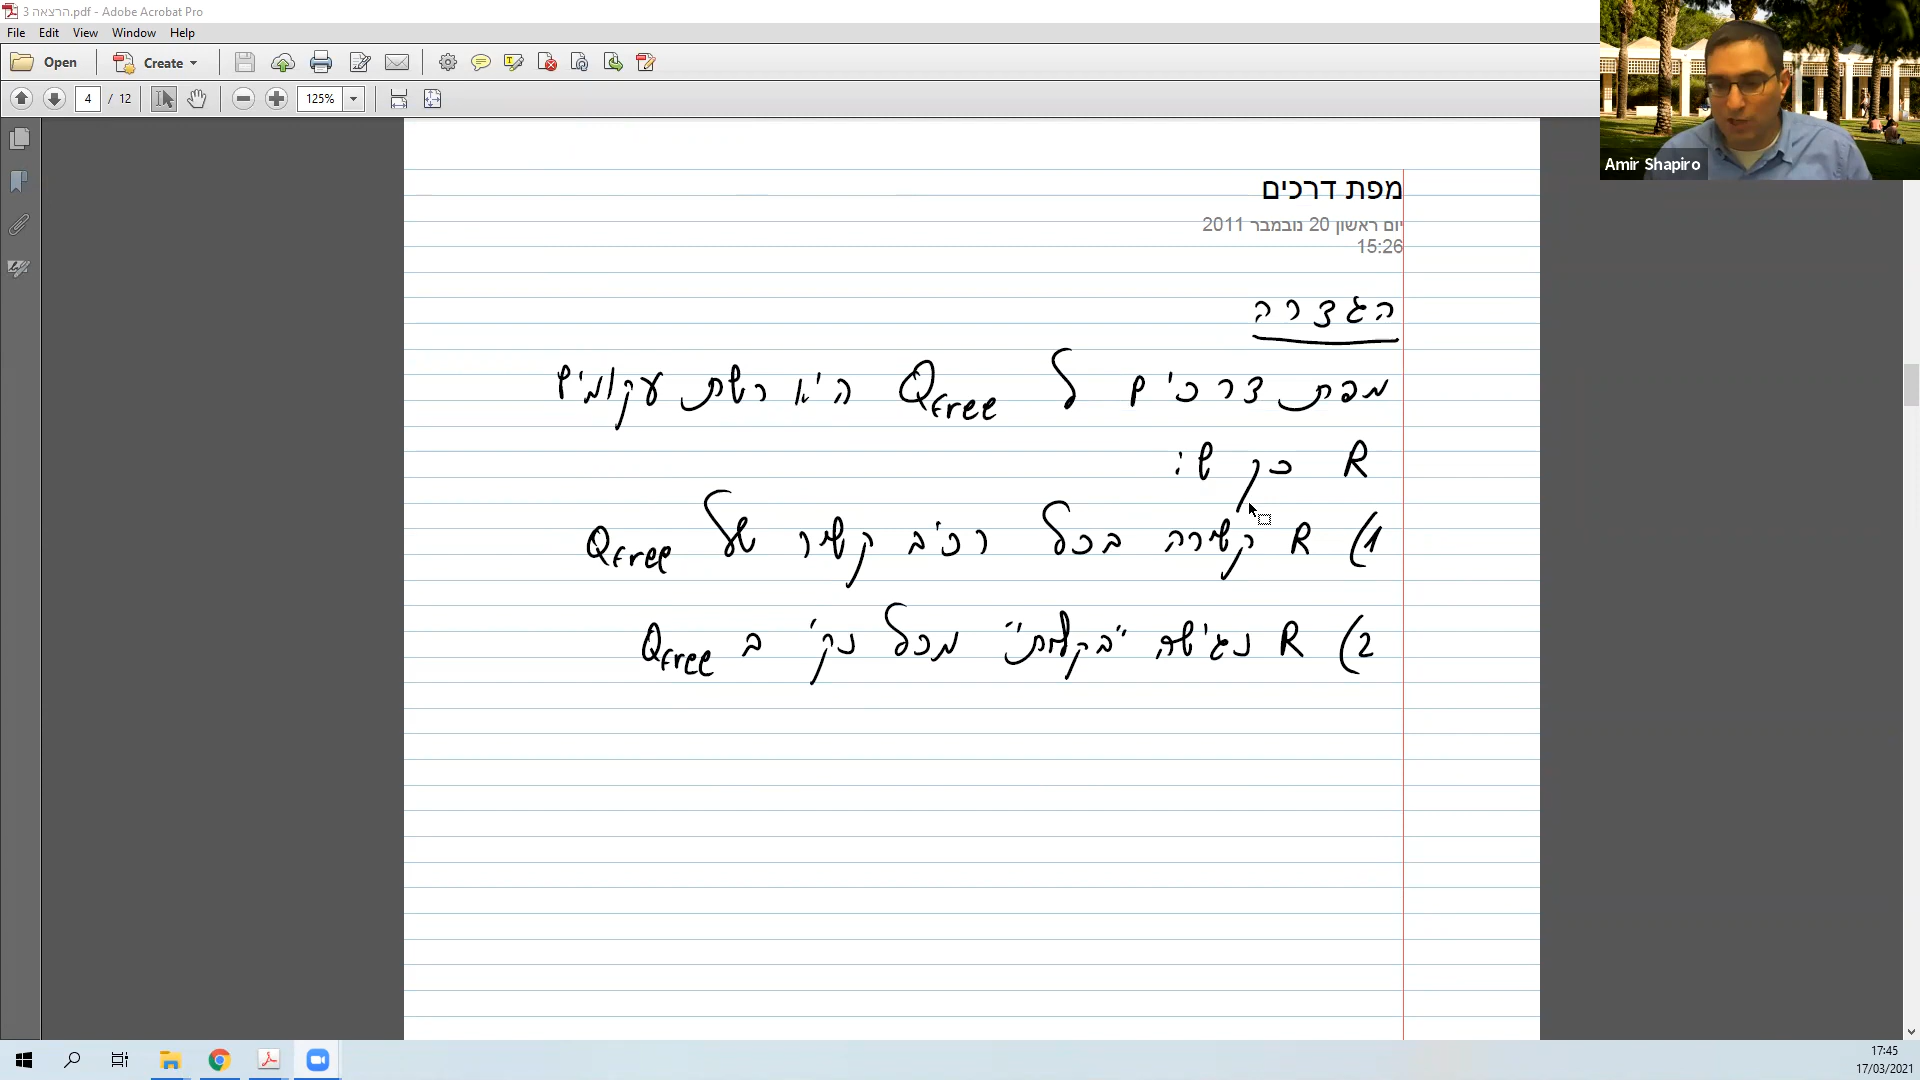 הרצאה 3.pdf - Adobe Acrobat Pro
File Edit View Window Help
Open Create
4 / 12 125%
Amir Shapiro
מפת דרכים
יום ראשון 20 נובמבר 2011
15:26
הגדרה
מפת דרכים ל Qfree היא רשת עקומים
R כך ש:
1) R קשירה בכל רכיב קשיר של Qfree
2) R נגישה "בקלות" מכל נק' ב Qfree
17:45
17/03/2021